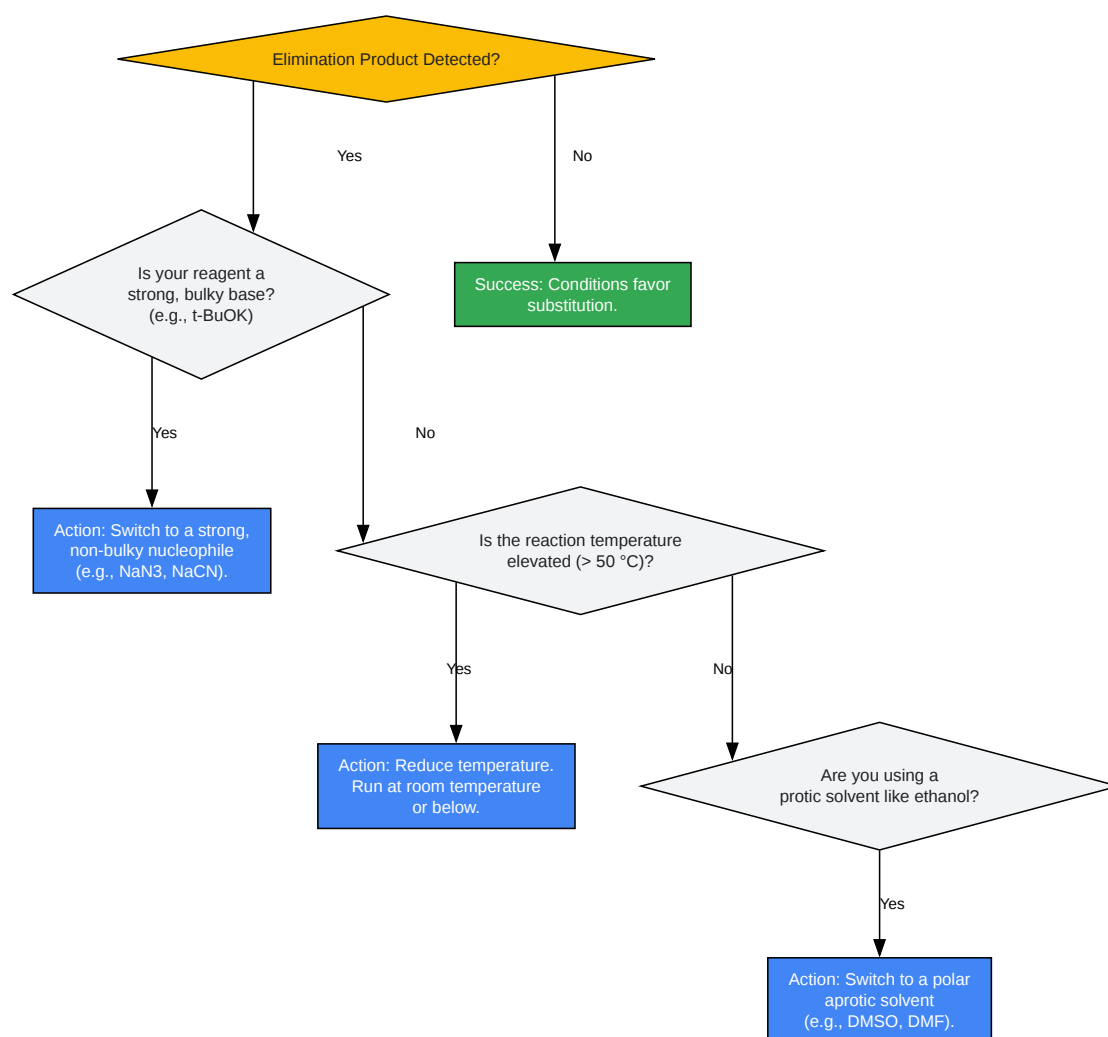 Elimination Product Detected?
Yes
No
Is your reagent a
strong, bulky base?
(e.g., t-BuOK)
Success: Conditions favor
substitution.
Yes
No
Action: Switch to a strong,
non-bulky nucleophile
(e.g., NaN3, NaCN).
Is the reaction temperature
elevated (> 50 °C)?
Yes
No
Action: Reduce temperature.
Run at room temperature
or below.
Are you using a
protic solvent like ethanol?
Yes
Action: Switch to a polar
aprotic solvent
(e.g., DMSO, DMF).